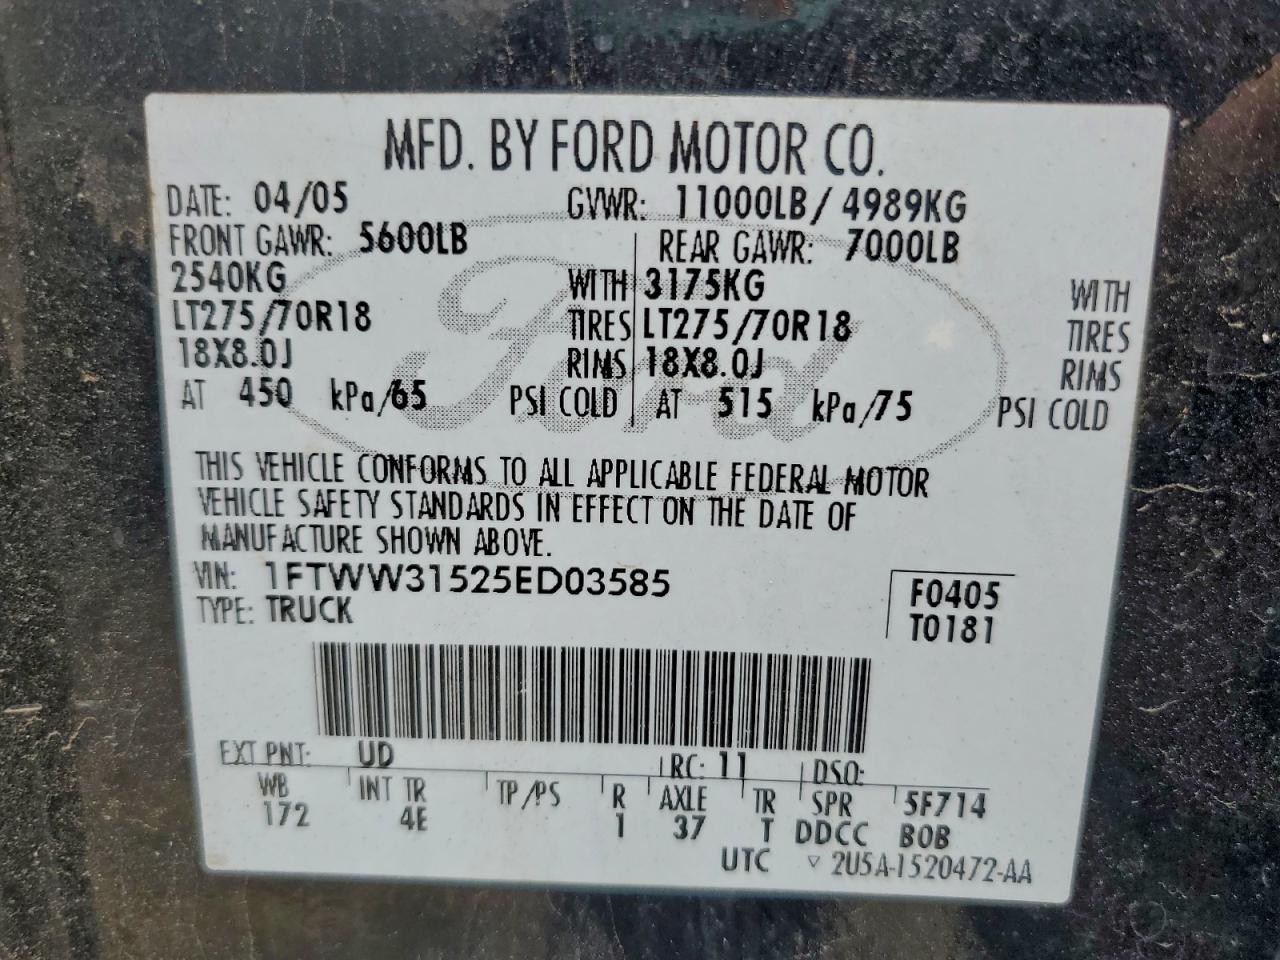 MFD. BY FORD MOTOR CO.
DATE: 04/05 GVWR: 11000LB/4989KG
FRONT GAWR: 5600LB REAR GAWR: 7000LB
2540KG WITH 3175KG WITH
LT275/70R18 TIRES LT275/70R18 TIRES
18X8.0J RIMS 18X8.0J RIMS
AT 450 kPa/65 PSI COLD AT 515 kPa/75 PSI COLD
Ford
THIS VEHICLE CONFORMS TO ALL APPLICABLE FEDERAL MOTOR
VEHICLE SAFETY STANDARDS IN EFFECT ON THE DATE OF
MANUFACTURE SHOWN ABOVE.
VIN: 1FTWW31525ED03585 F0405
TYPE: TRUCK T0181
EXT PNT: UD RC: 11 DSO:
WB INT TR TP/PS R AXLE TR SPR 5F714
172 4E 1 37 T DDCC BOB
UTC ▽ 2U5A-1520472-AA